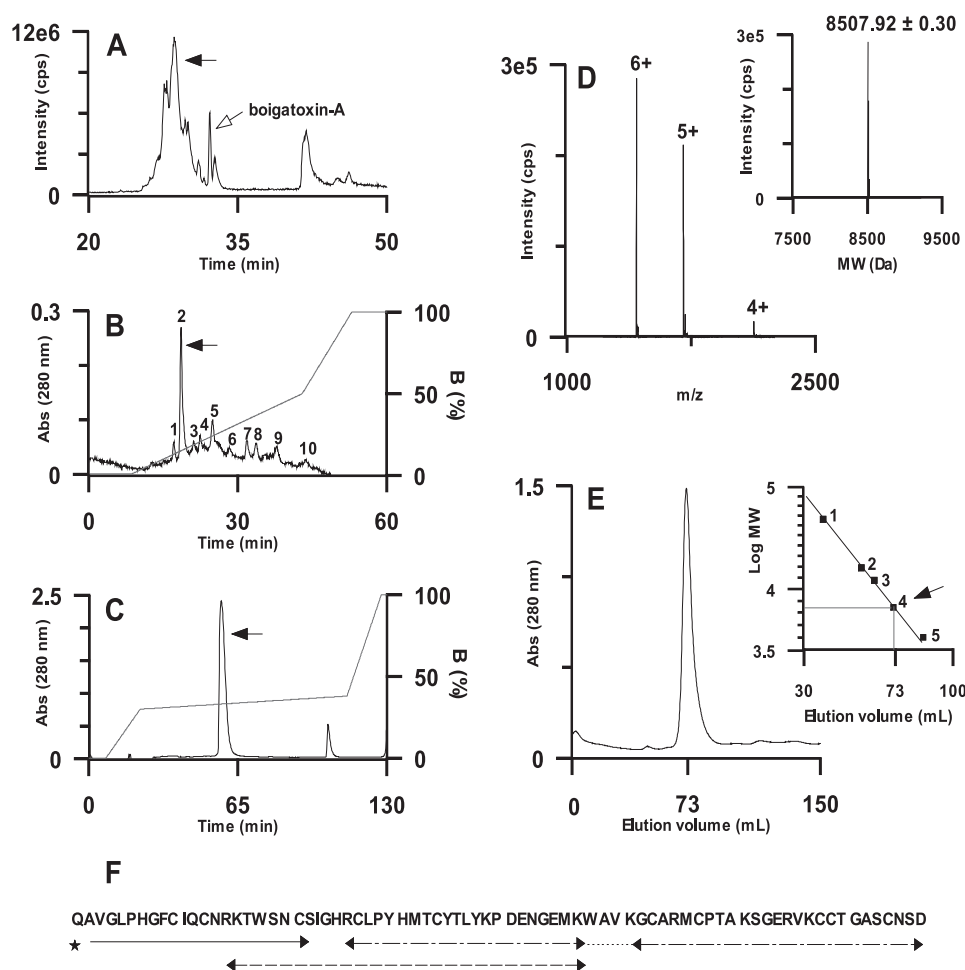 A
12e6
Intensity (cps)
0
boigatoxin-A
20 35 50
Time (min)
B
0.3
Abs (280 nm)
0
1 2 3 4 5 6 7 8 9 10
100
50
0
B (%)
0 30 60
Time (min)
C
2.5
Abs (280 nm)
0
100
50
0
B (%)
0 65 130
Time (min)
D
3e5
Intensity (cps)
0
6+
5+
4+
1000 2500
m/z
8507.92 ± 0.30
3e5
Intensity (cps)
0
7500 8500 9500
MW (Da)
E
1.5
Abs (280 nm)
0
0 73 150
Elution volume (mL)
5
Log MW
4
3.5
1
2
3
4
5
30 73 100
Elution volume (mL)
F
QAVGLPHGFC IQCNRKTWSN CSIGHRCLPY HMTCYTLYKP DENGEMKWAV KGCARMCPTA KSGERVKCCT GASCNSD